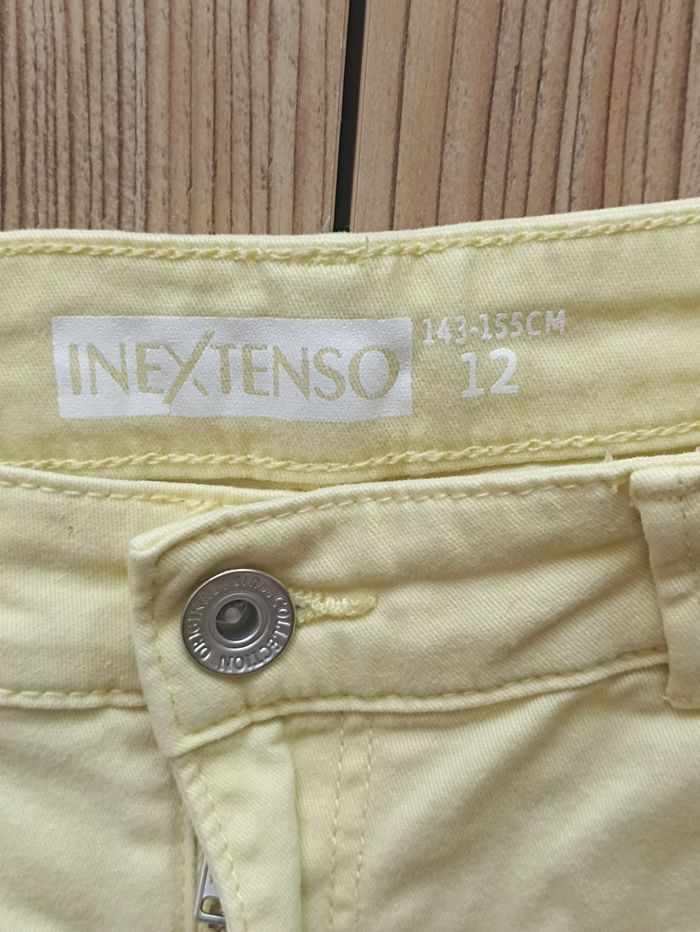 INEXTENSO
143-155CM
12
ORIGINAL GIRL COLLECTION